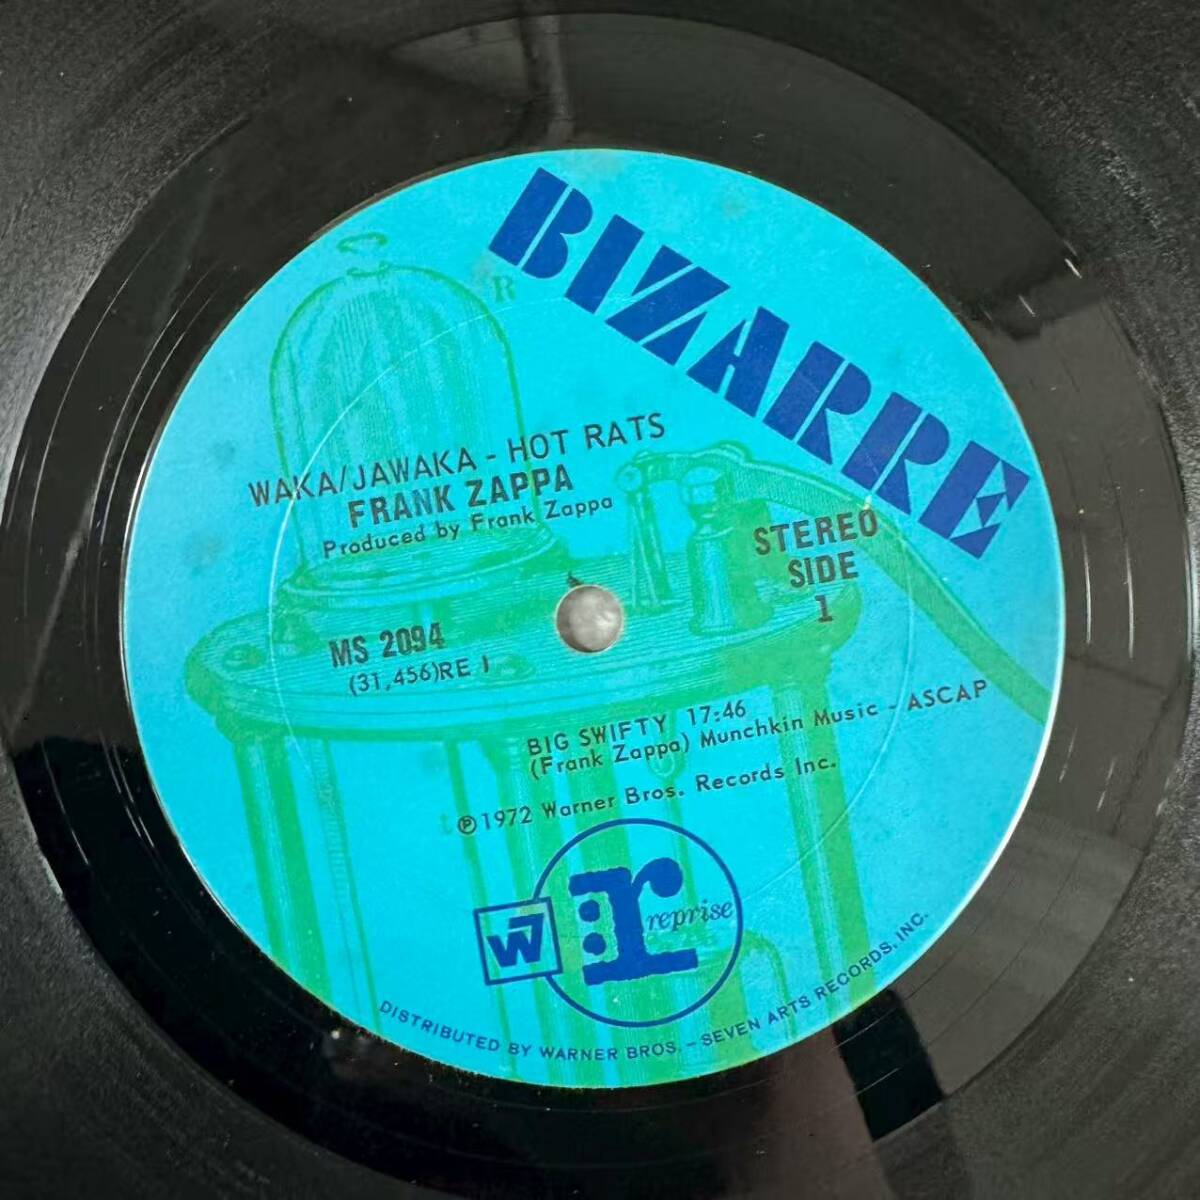 BIZARRE
R
WAKA/JAWAKA - HOT RATS
FRANK ZAPPA
Produced by Frank Zappa
STEREO
SIDE
1
MS 2094
(31,456)RE 1
BIG SWIFTY 17:46
(Frank Zappa) Munchkin Music - ASCAP
℗1972 Warner Bros. Records Inc.
W7
r: reprise
DISTRIBUTED BY WARNER BROS. - SEVEN ARTS RECORDS, INC.